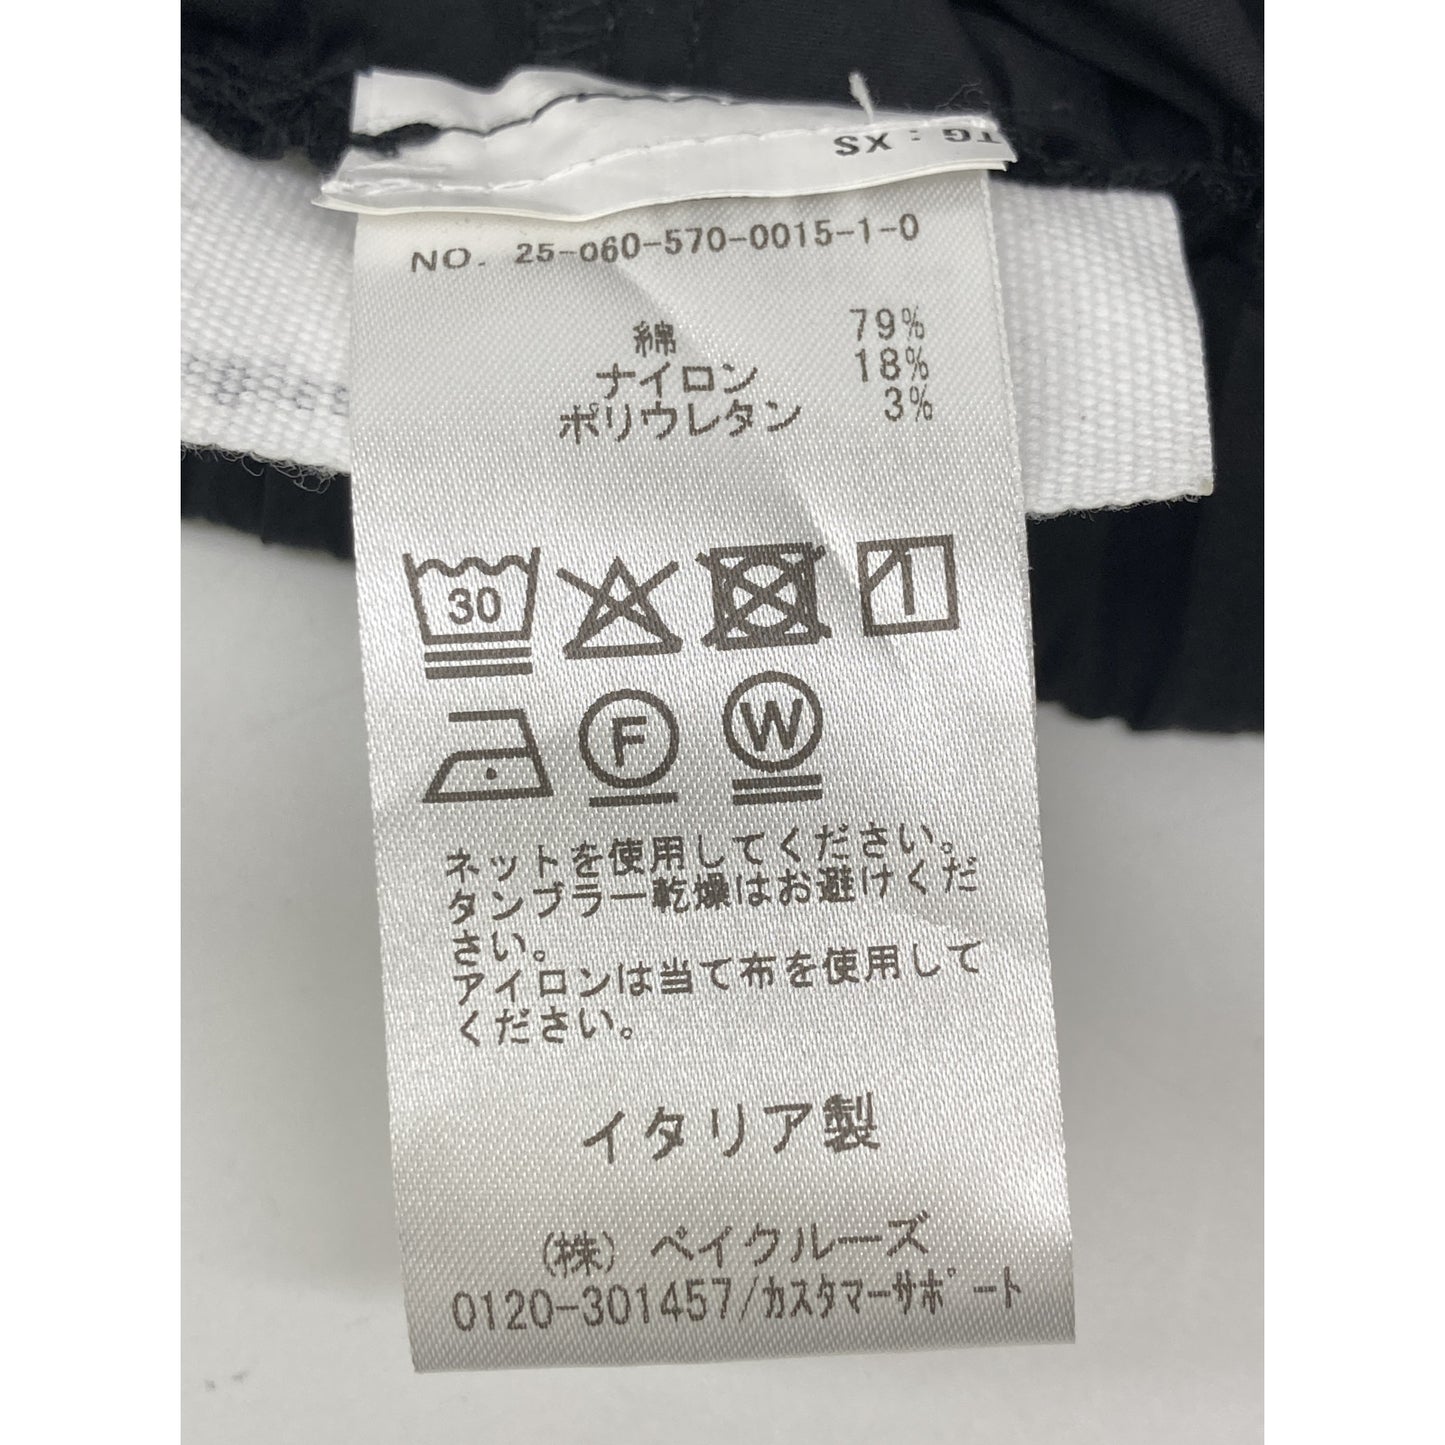 TG : XS
NO. 25-060-570-0015-1-0
綿 79%
ナイロン 18%
ポリウレタン 3%
30
F W
ネットを使用してください。
タンブラー乾燥はお避けくだ
さい。
アイロンは当て布を使用して
ください。
イタリア製
(株) ベイクルーズ
0120-301457/カスタマーサポート